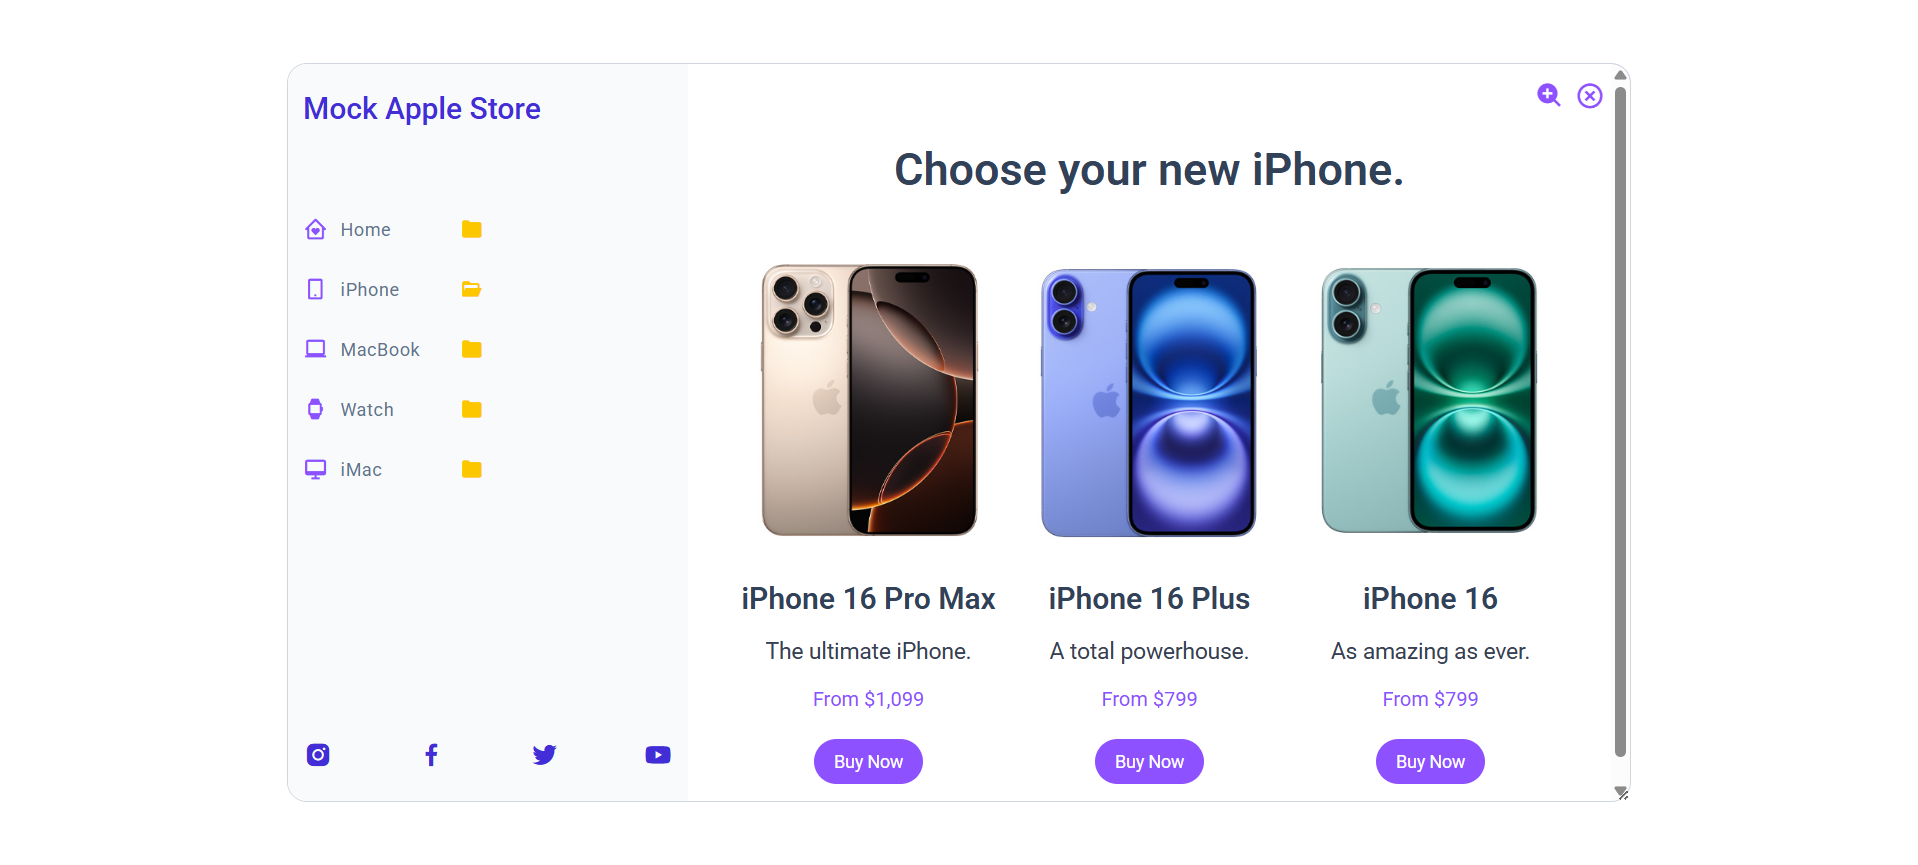 Mock Apple Store
Home
iPhone
MacBook
Watch
iMac
Choose your new iPhone.
iPhone 16 Pro Max
The ultimate iPhone.
From $1,099
Buy Now
iPhone 16 Plus
A total powerhouse.
From $799
Buy Now
iPhone 16
As amazing as ever.
From $799
Buy Now